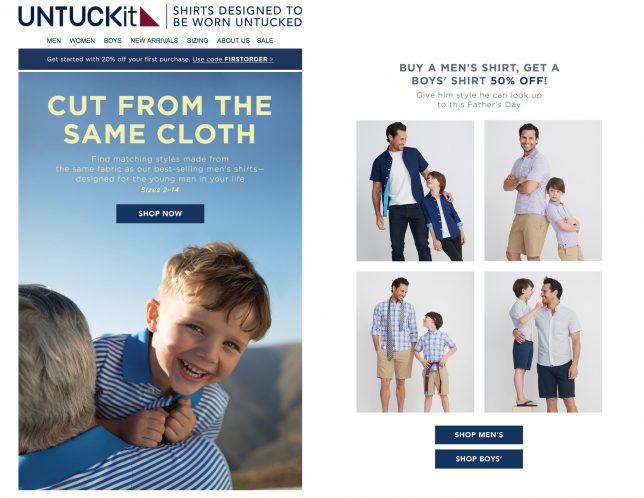 UNTUCKit
SHIRTS DESIGNED TO
BE WORN UNTUCKED
MEN WOMEN BOYS NEW ARRIVALS SIZING ABOUT US SALE
Get started with 20% off your first purchase. Use code FIRSTORDER >
CUT FROM THE
SAME CLOTH
Find matching styles made from
the same fabric as our best-selling men's shirts—
designed for the young men in your life
Sizes 2–14
SHOP NOW
BUY A MEN'S SHIRT, GET A
BOYS' SHIRT 50% OFF!
Give him style he can look up
to this Father's Day
SHOP MEN'S
SHOP BOYS'